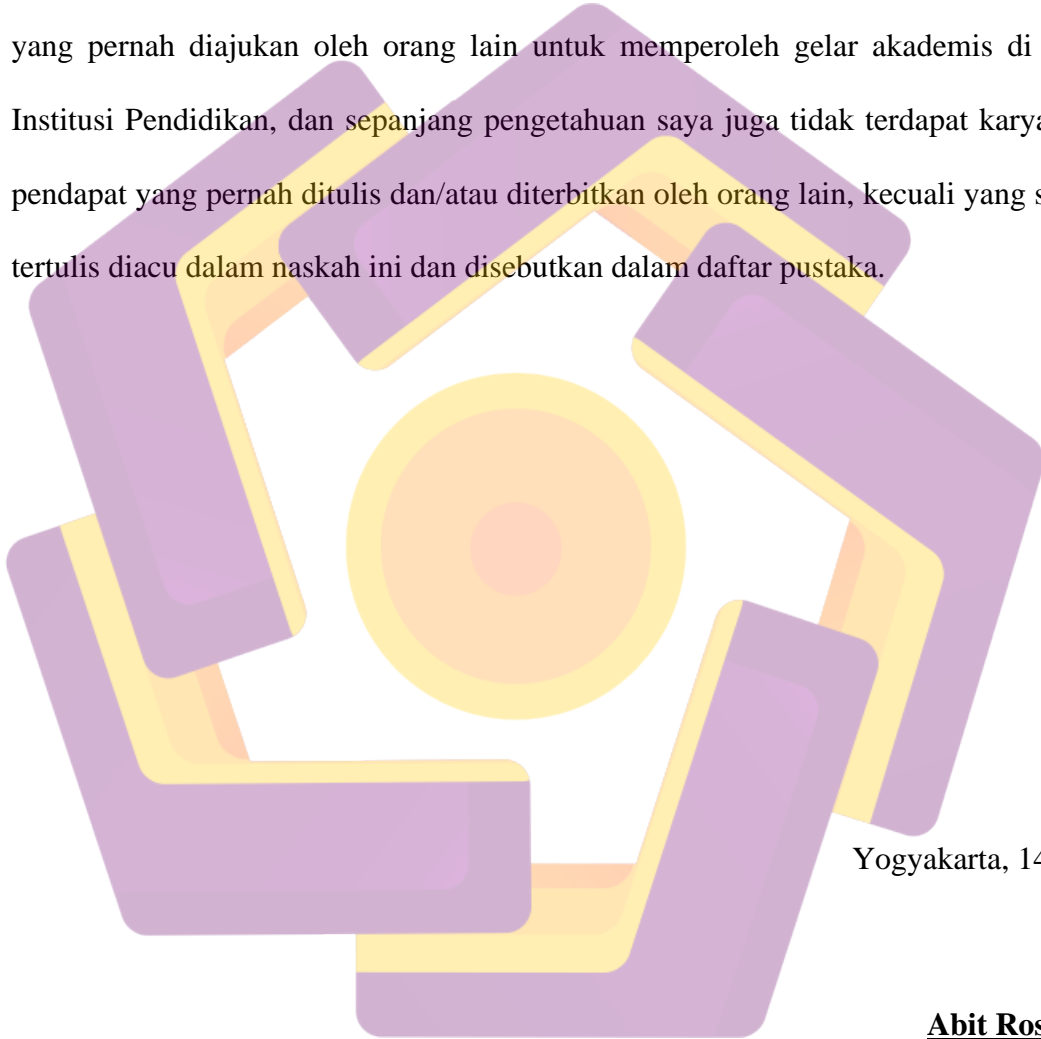 yang pernah diajukan oleh orang lain untuk memperoleh gelar akademis di
Institusi Pendidikan, dan sepanjang pengetahuan saya juga tidak terdapat karya
pendapat yang pernah ditulis dan/atau diterbitkan oleh orang lain, kecuali yang s
tertulis diacu dalam naskah ini dan disebutkan dalam daftar pustaka.
Yogyakarta, 14
Abit Ros